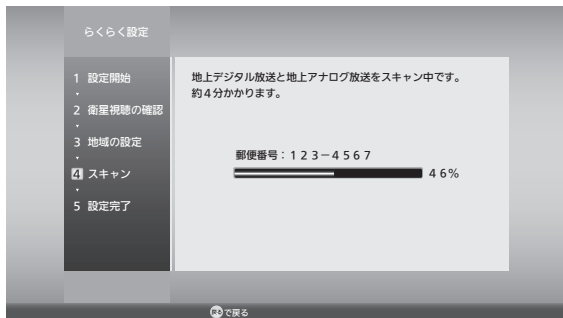 らくらく設定
1 設定開始
2 衛星視聴の確認
3 地域の設定
4 スキャン
5 設定完了
地上デジタル放送と地上アナログ放送をスキャン中です。
約4分かかります。
郵便番号:123-4567
46%
戻る で戻る